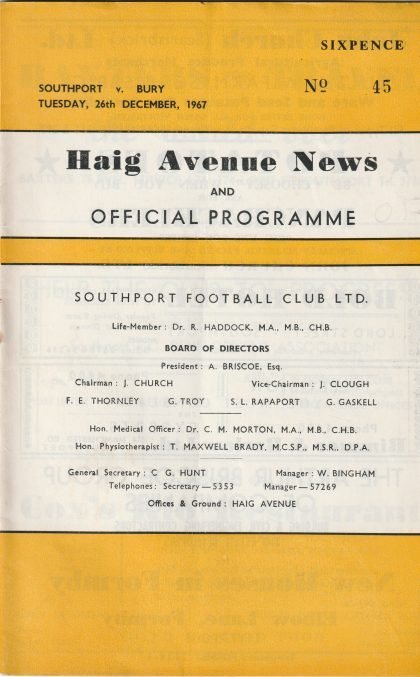 SIXPENCE
SOUTHPORT v. BURY
TUESDAY, 26th DECEMBER, 1967
Nº 45
Haig Avenue News
AND
OFFICIAL PROGRAMME
SOUTHPORT FOOTBALL CLUB LTD.
Life-Member : Dr. R. HADDOCK, M.A., M.B., CH.B.
BOARD OF DIRECTORS
President : A. BRISCOE, Esq.
Chairman : J. CHURCH Vice-Chairman : J. CLOUGH
F. E. THORNLEY G. TROY S. L. RAPAPORT G. GASKELL
Hon. Medical Officer : Dr. C. M. MORTON, M.A., M.B., C.H.B.
Hon. Physiotherapist : T. MAXWELL BRADY, M.C.S.P., M.S.R., D.P.A.
General Secretary : C. G. HUNT Manager : W. BINGHAM
Telephones : Secretary—5353 Manager—57269
Offices & Ground : HAIG AVENUE